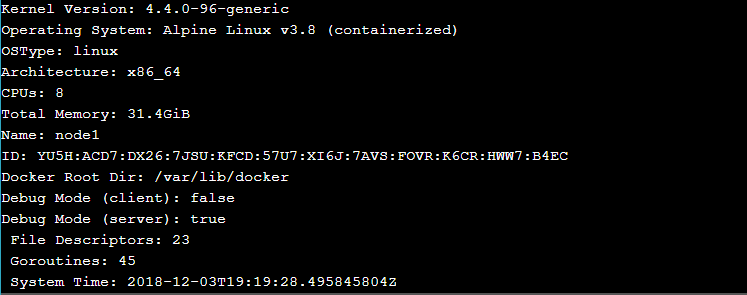 Kernel Version: 4.4.0-96-generic
Operating System: Alpine Linux v3.8 (containerized)
OSType: linux
Architecture: x86_64
CPUs: 8
Total Memory: 31.4GiB
Name: node1
ID: YU5H:ACD7:DX26:7JSU:KFCD:57U7:XI6J:7AVS:FOVR:K6CR:HWW7:B4EC
Docker Root Dir: /var/lib/docker
Debug Mode (client): false
Debug Mode (server): true
File Descriptors: 23
Goroutines: 45
System Time: 2018-12-03T19:19:28.495845804Z